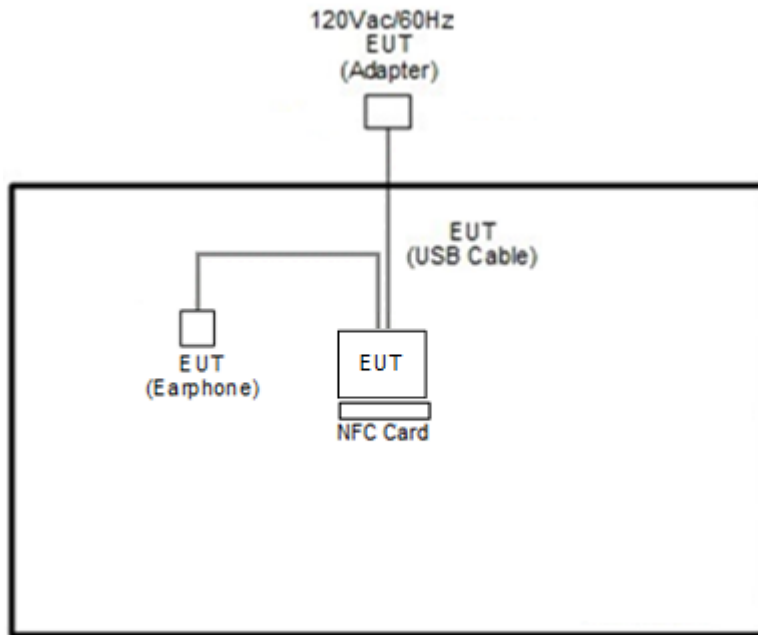 120Vac/60Hz
EUT
(Adapter)
EUT
(USB Cable)
EUT
(Earphone)
EUT
NFC Card